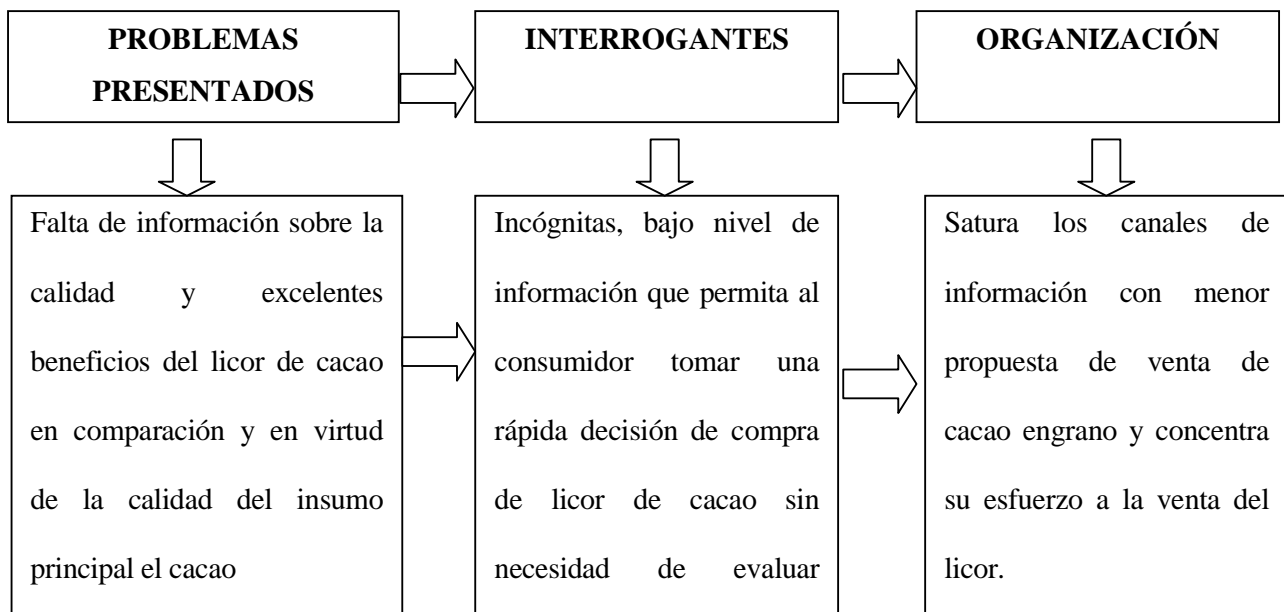 PROBLEMAS
PRESENTADOS
INTERROGANTES
ORGANIZACIÓN
Falta de información sobre la
calidad y excelentes
beneficios del licor de cacao
en comparación y en virtud
de la calidad del insumo
principal el cacao
Incógnitas, bajo nivel de
información que permita al
consumidor tomar una
rápida decisión de compra
de licor de cacao sin
necesidad de evaluar
Satura los canales de
información con menor
propuesta de venta de
cacao engrano y concentra
su esfuerzo a la venta del
licor.